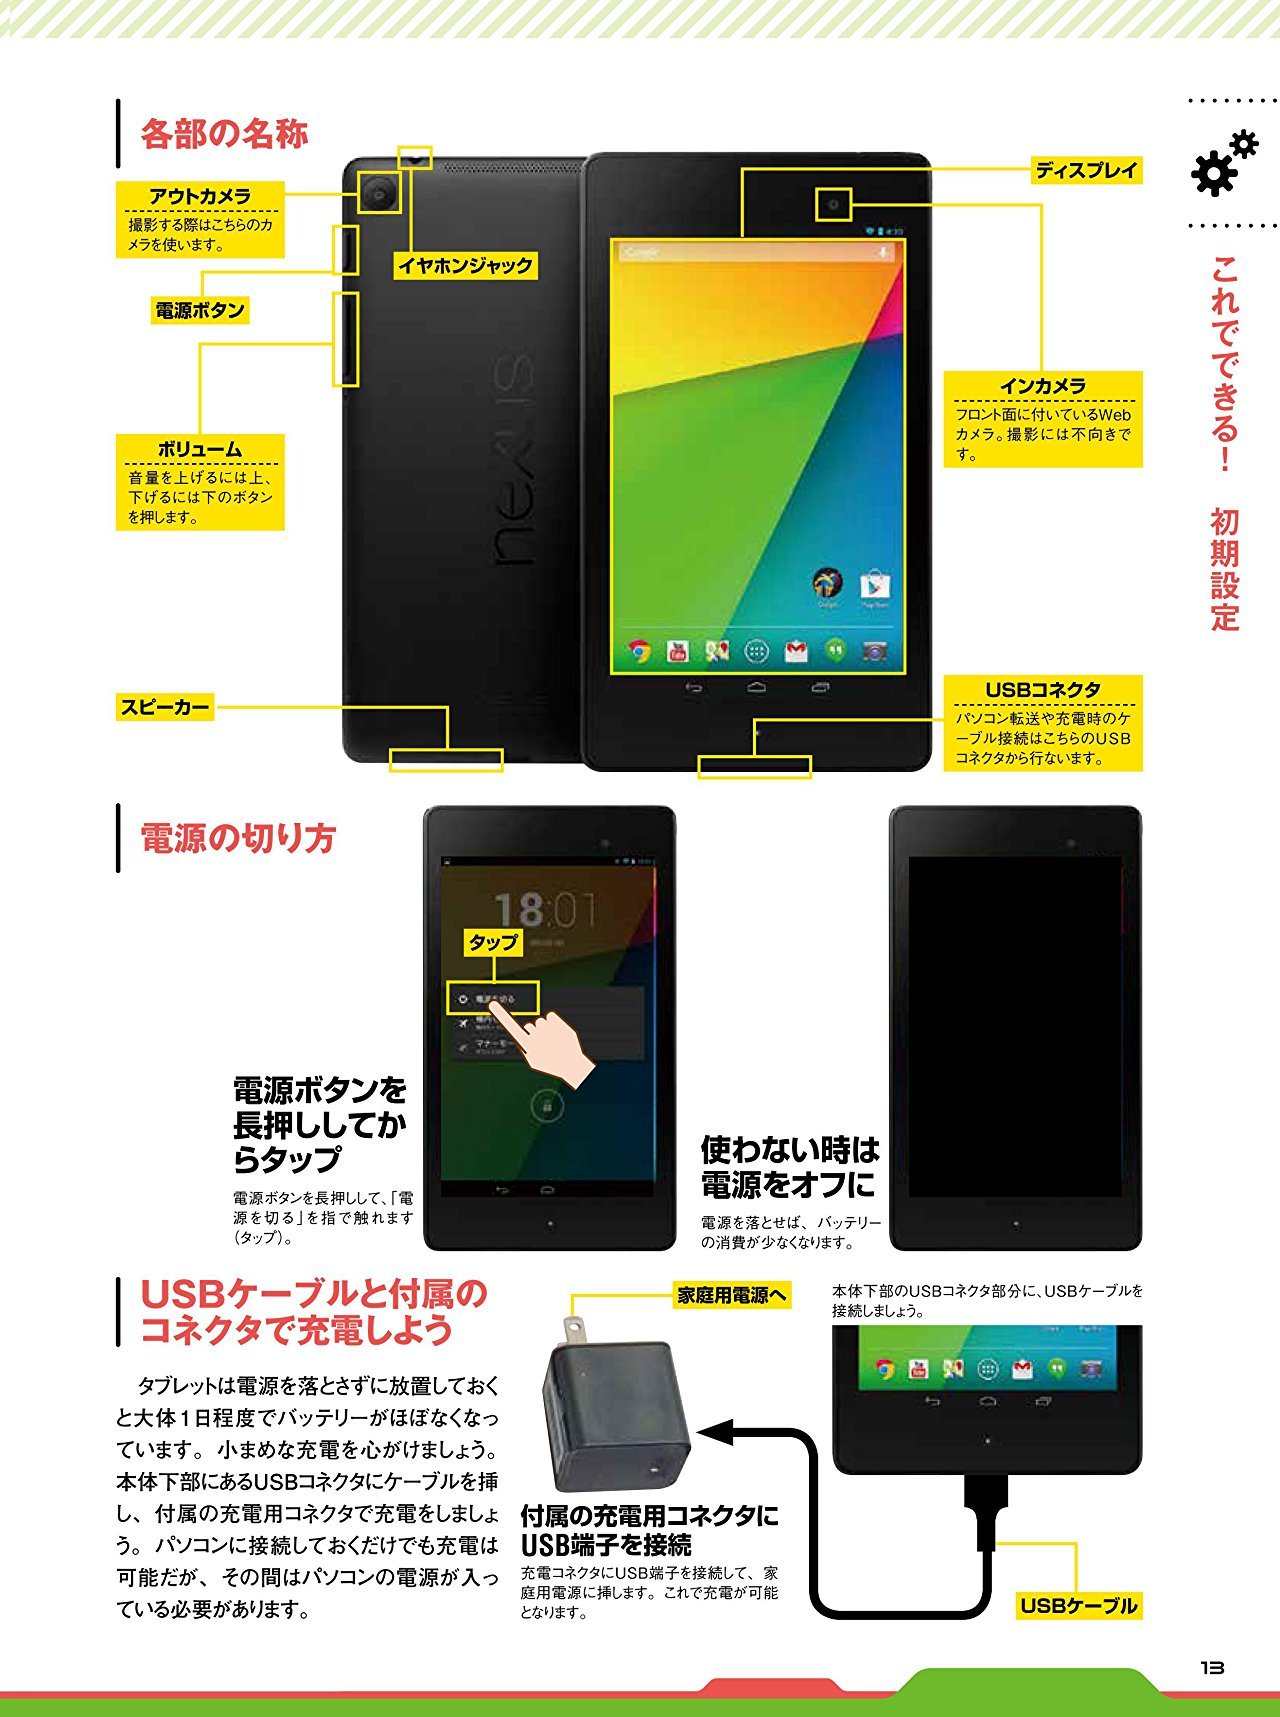 各部の名称
アウトカメラ
撮影する際はこちらのカ
メラを使います。
電源ボタン
イヤホンジャック
ボリューム
音量を上げるには上、
下げるには下のボタン
を押します。
スピーカー
nexus
Google
4:30
ディスプレイ
インカメラ
フロント面に付いているWeb
カメラ。撮影には不向きで
す。
USBコネクタ
パソコン転送や充電時のケ
ーブル接続はこちらのUSB
コネクタから行ないます。
これでできる! 初期設定
電源の切り方
18:01
タップ
電源を切る
電源ボタンを
長押ししてか
らタップ
電源ボタンを長押しして、「電
源を切る」を指で触れます
(タップ)。
使わない時は
電源をオフに
電源を落とせば、バッテリー
の消費が少なくなります。
USBケーブルと付属の
コネクタで充電しよう
タブレットは電源を落とさずに放置しておく
と大体1日程度でバッテリーがほぼなくなっ
ています。小まめな充電を心がけましょう。
本体下部にあるUSBコネクタにケーブルを挿
し、付属の充電用コネクタで充電をしましょ
う。パソコンに接続しておくだけでも充電は
可能だが、その間はパソコンの電源が入っ
ている必要があります。
家庭用電源へ
付属の充電用コネクタに
USB端子を接続
充電コネクタにUSB端子を接続して、家
庭用電源に挿します。これで充電が可能
となります。
本体下部のUSBコネクタ部分に、USBケーブルを
接続しましょう。
USBケーブル
13